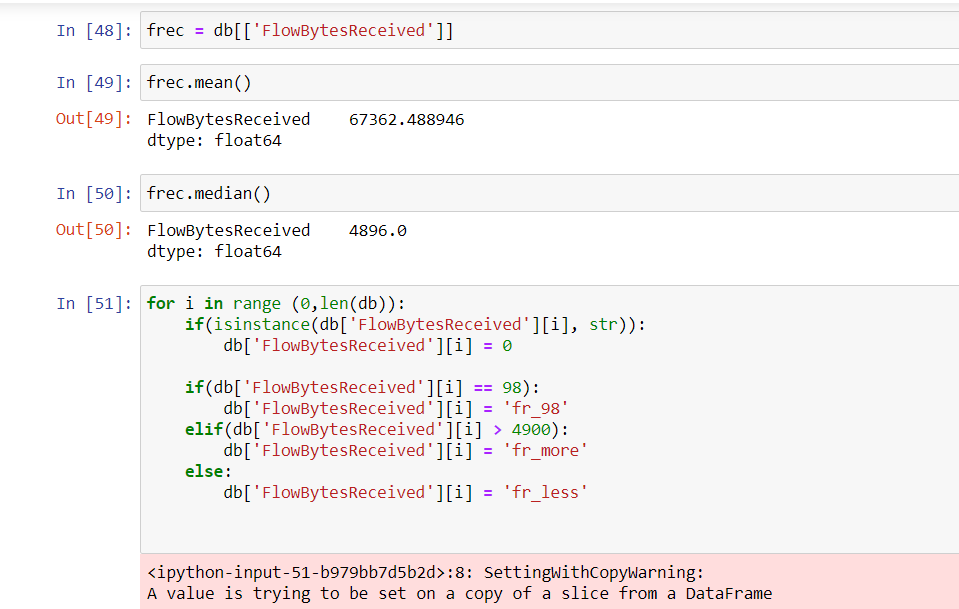 In [48]: frec = db[['FlowBytesReceived']]
In [49]: frec.mean()
Out[49]: FlowBytesReceived    67362.488946
dtype: float64
In [50]: frec.median()
Out[50]: FlowBytesReceived    4896.0
dtype: float64
In [51]: for i in range (0,len(db)):
    if(isinstance(db['FlowBytesReceived'][i], str)):
        db['FlowBytesReceived'][i] = 0
    if(db['FlowBytesReceived'][i] == 98):
        db['FlowBytesReceived'][i] = 'fr_98'
    elif(db['FlowBytesReceived'][i] > 4900):
        db['FlowBytesReceived'][i] = 'fr_more'
    else:
        db['FlowBytesReceived'][i] = 'fr_less'
<ipython-input-51-b979bb7d5b2d>:8: SettingWithCopyWarning:
A value is trying to be set on a copy of a slice from a DataFrame